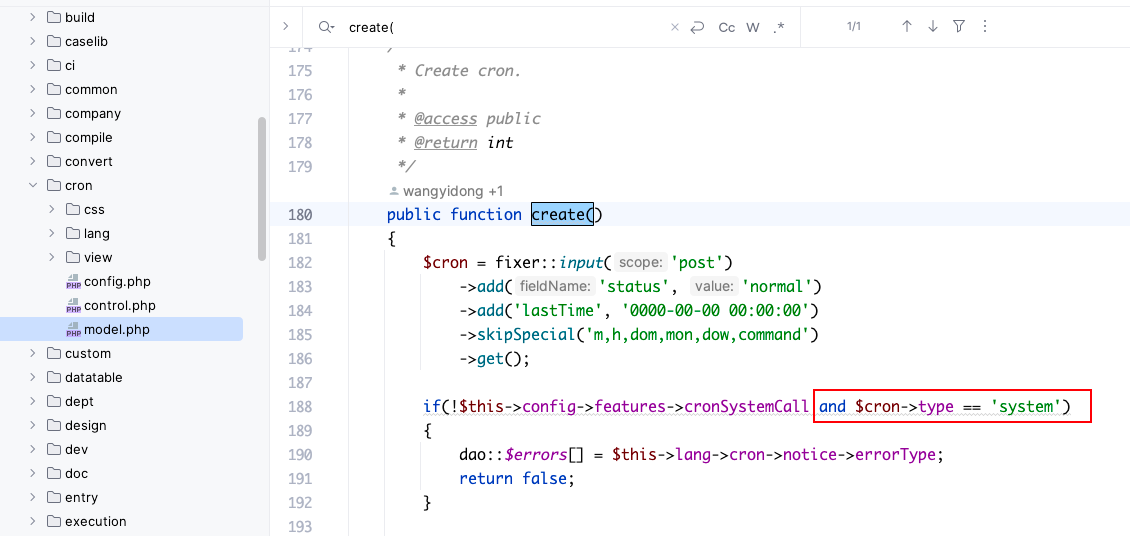 build
caselib
ci
common
company
compile
convert
cron
css
lang
view
config.php
control.php
model.php
custom
datatable
dept
design
dev
doc
entry
execution
create(
Cc W .*
1/1
174 /
175 * Create cron.
176 *
177 * @access public
178 * @return int
179 */
wangyidong +1
180 public function create()
181 {
182 $cron = fixer::input( scope: 'post')
183 ->add( fieldName: 'status', value: 'normal')
184 ->add('lastTime', '0000-00-00 00:00:00')
185 ->skipSpecial('m,h,dom,mon,dow,command')
186 ->get();
187
188 if(!$this->config->features->cronSystemCall and $cron->type == 'system')
189 {
190 dao::$errors[] = $this->lang->cron->notice->errorType;
191 return false;
192 }
193